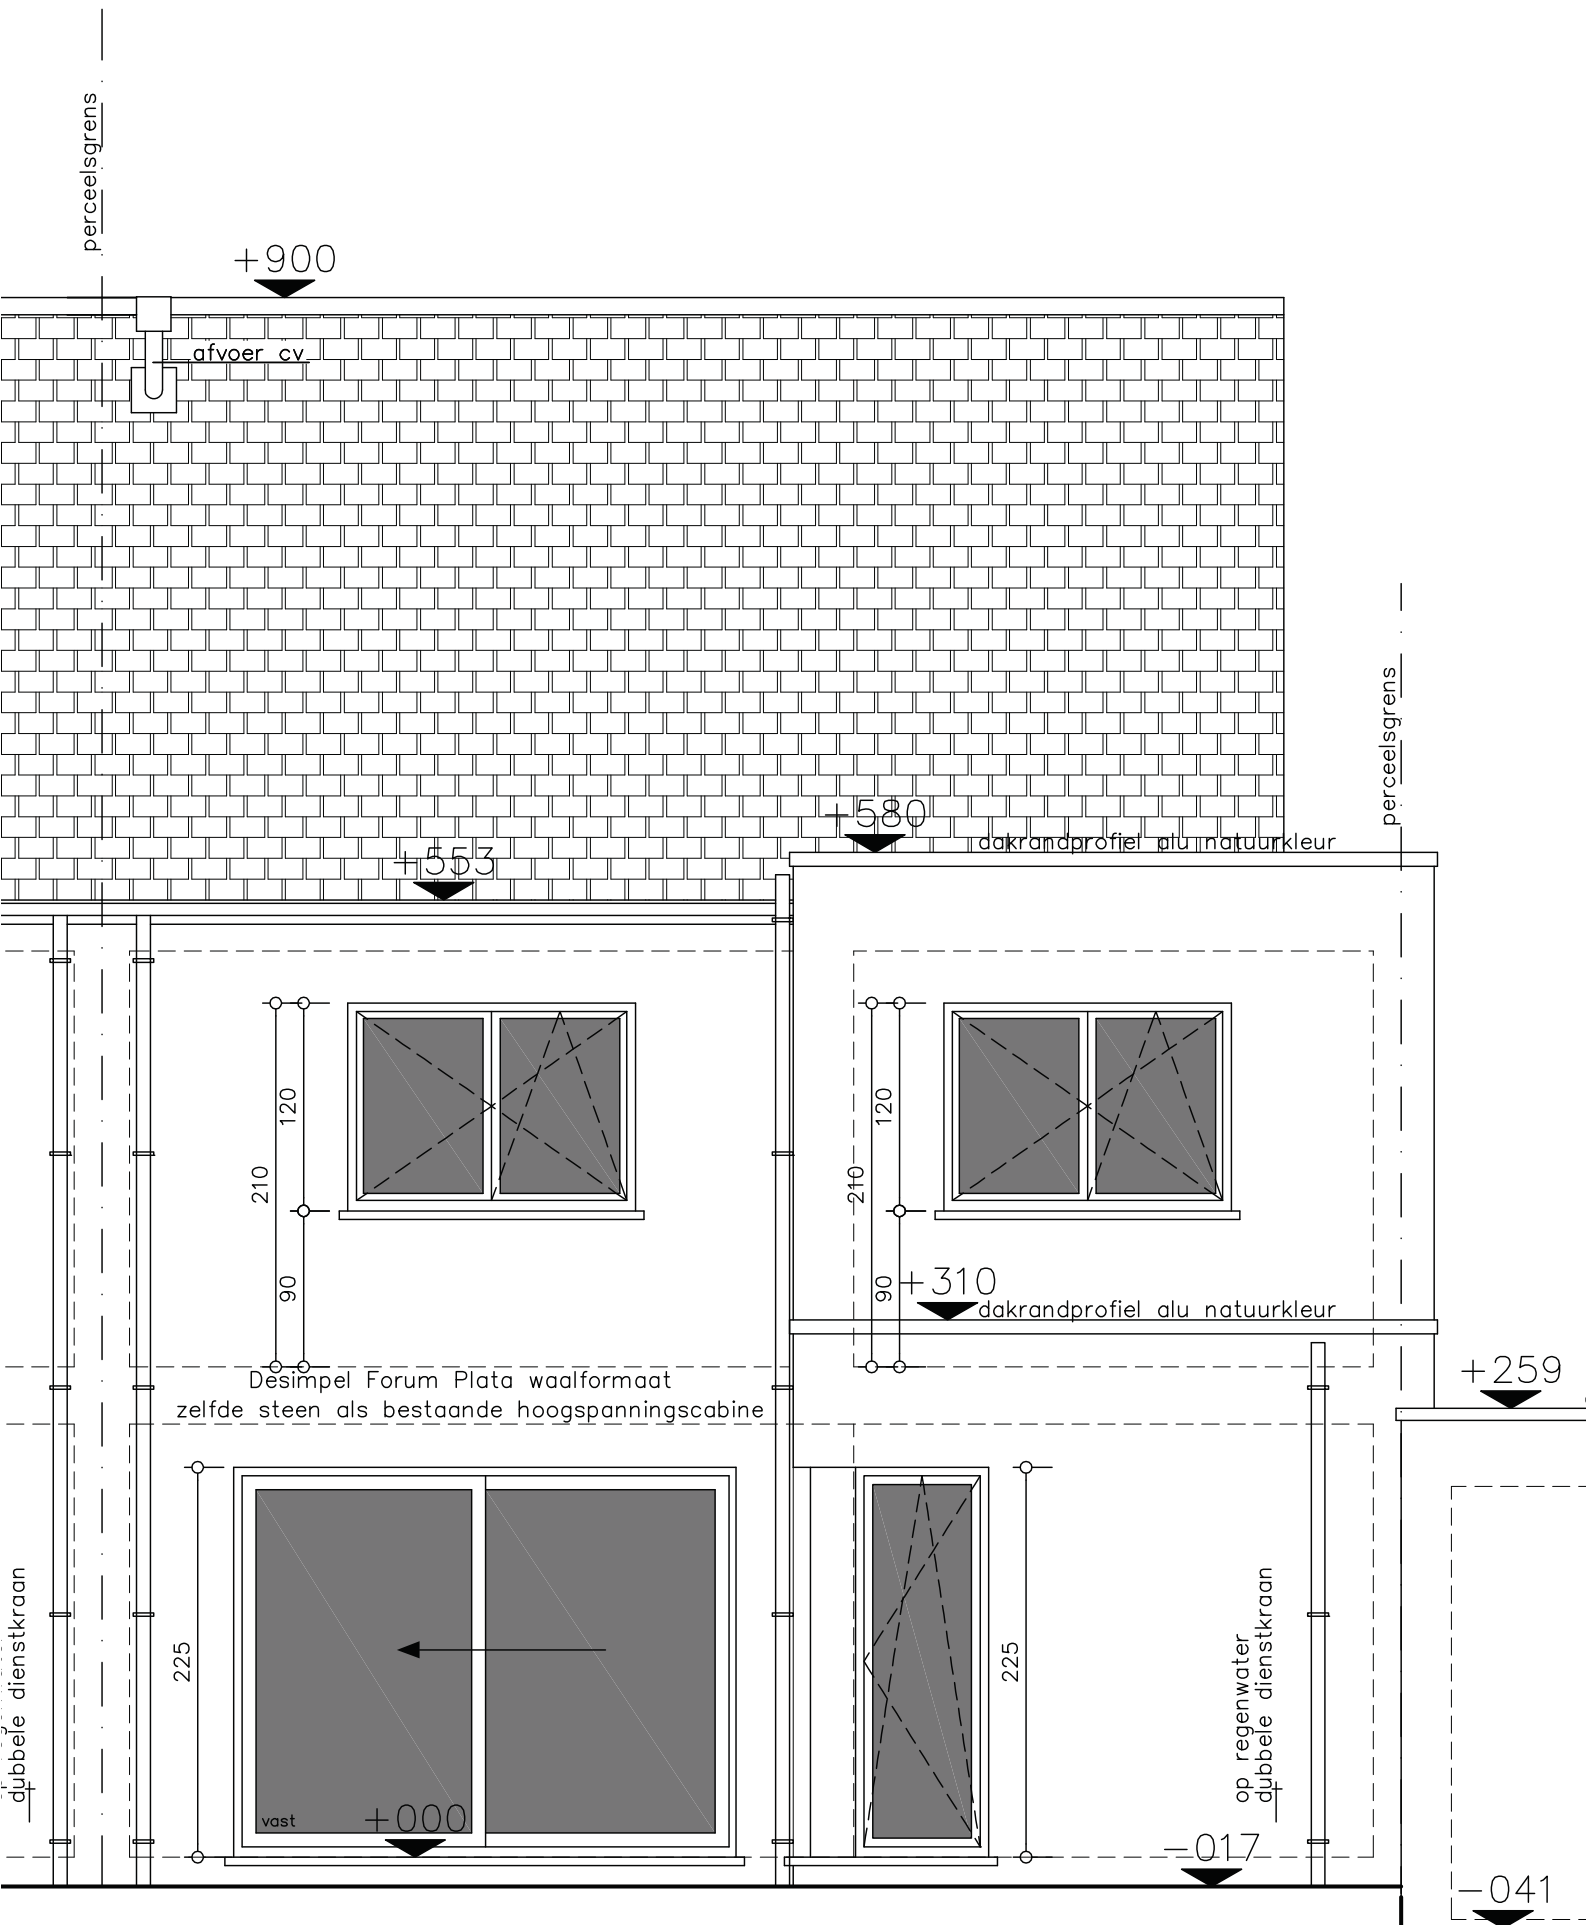 perceelsgrens
+900
afvoer cv
perceelsgrens
+580
dakrandprofiel alu natuurkleur
+553
120
210
90
120
210
90
+310
dakrandprofiel alu natuurkleur
Desimpel Forum Plata waalformaat
zelfde steen als bestaande hoogspanningscabine
+259
225
225
dubbele dienstkraan
op regenwater
dubbele dienstkraan
vast
+000
-017
-041